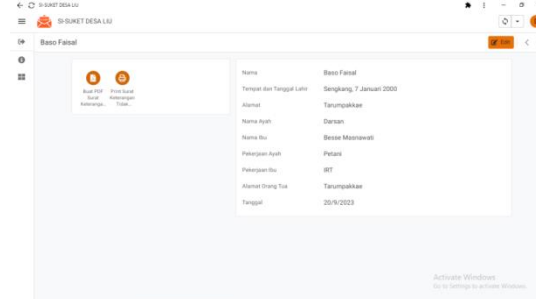 SI-SUKET DESA LIU
SI-SUKET DESA LIU
Baso Faisal
Edit
Buat PDF Surat Keteranga...
Print Surat Keterangan Tidak...
Nama Baso Faisal
Tempat dan Tanggal Lahir Sengkang, 7 Januari 2000
Alamat Tarumpakkae
Nama Ayah Darsan
Nama Ibu Besse Masnawati
Pekerjaan Ayah Petani
Pekerjaan Ibu IRT
Alamat Orang Tua Tarumpakkae
Tanggal 20/9/2023
Activate Windows
Go to Settings to activate Windows.